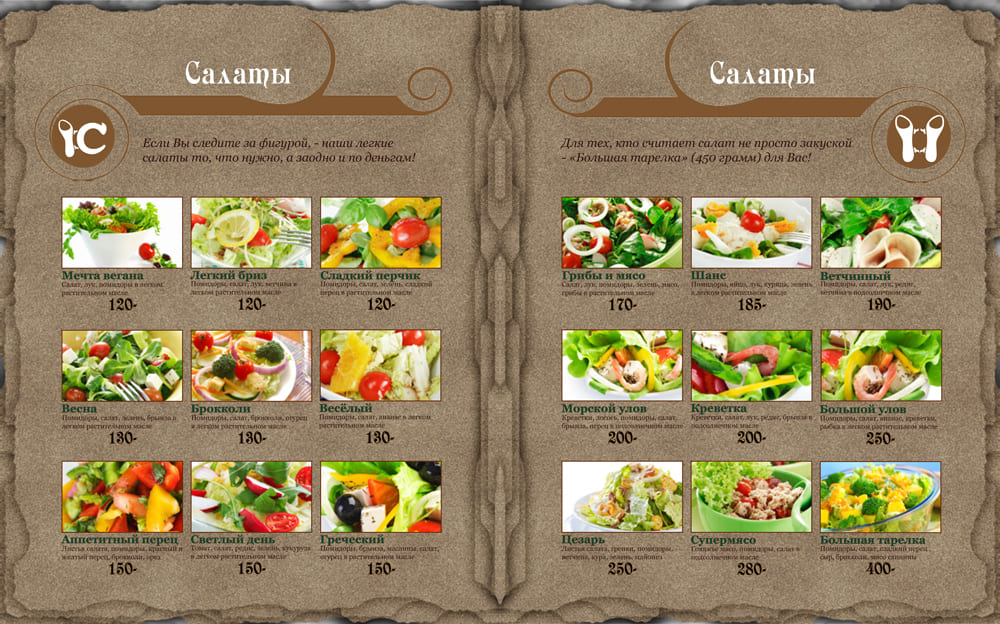 Салаты
С
Если Вы следите за фигурой, - наши легкие
салаты то, что нужно, а заодно и по деньгам!
Мечта вегана
Салат, лук, помидоры в легком
растительном масле
120-
Легкий бриз
Помидоры, салат, лук, ветчина в
легком растительном масле
120-
Сладкий перчик
Помидоры, салат, зелень, сладкий
перец в растительном масле
120-
Весна
Помидоры, салат, зелень, брынза в
легком растительном масле
130-
Брокколи
Помидоры, салат, брокколи, огурец
в легком растительном масле
130-
Весёлый
Помидоры, салат, ананас в легком
растительном масле
130-
Аппетитный перец
Листья салата, помидоры, красный и
желтый перец, брокколи,
150-
Светлый день
Томат, салат, редис, зелень, кукуруза
в легком растительном масле
150-
Греческий
Помидоры, брынза, маслины, салат,
огурец в растительном масле
150-
Салаты
Для тех, кто считает салат не просто закуской
- «Большая тарелка» (450 грамм) для Вас!
Грибы и мясо
Салат, лук, помидоры, зелень, мясо,
грибы в растительном масле
170-
Шанс
Помидоры, яйцо, лук, курица, зелень
в легком растительном масле
185-
Ветчинный
Помидоры, салат, лук, редис,
ветчина в подсолнечном масле
190-
Морской улов
Креветки, лосось, помидоры, салат,
брынза, перец в подсолнечном масле
200-
Креветка
Креветки, салат, лук, редис, брынза в
подсолнечном масле
200-
Большой улов
Помидоры, салат, ананас, креветки,
рыбка в легком растительном масле
250-
Цезарь
Листья салата, гренки, помидоры,
ветчина, кура, зелень, майонез
250-
Супермясо
Говяжье мясо, помидоры, салат в
подсолнечном масле
280-
Большая тарелка
Помидоры, салат, сладкий перец
сыр, брокколи, мясо свинины
400-